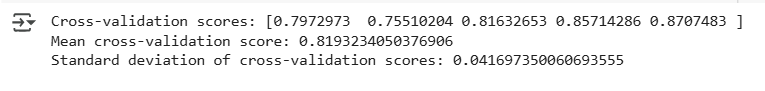 Cross-validation scores: [0.7972973  0.75510204 0.81632653 0.85714286 0.8707483 ]
Mean cross-validation score: 0.8193234050376906
Standard deviation of cross-validation scores: 0.041697350060693555